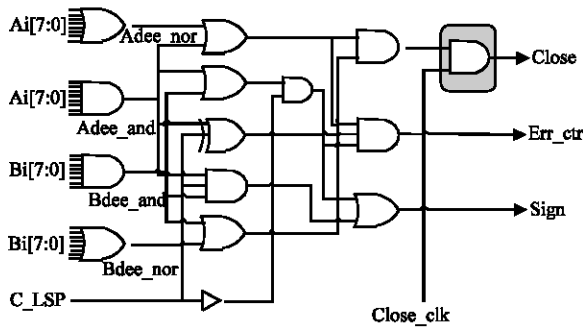 Ai[7:0]
Adee_nor
Close
Ai[7:0]
Adee_and
Err_ctr
Bi[7:0]
Bdee_and
Sign
Bi[7:0]
Bdee_nor
C_LSP
Close_clk